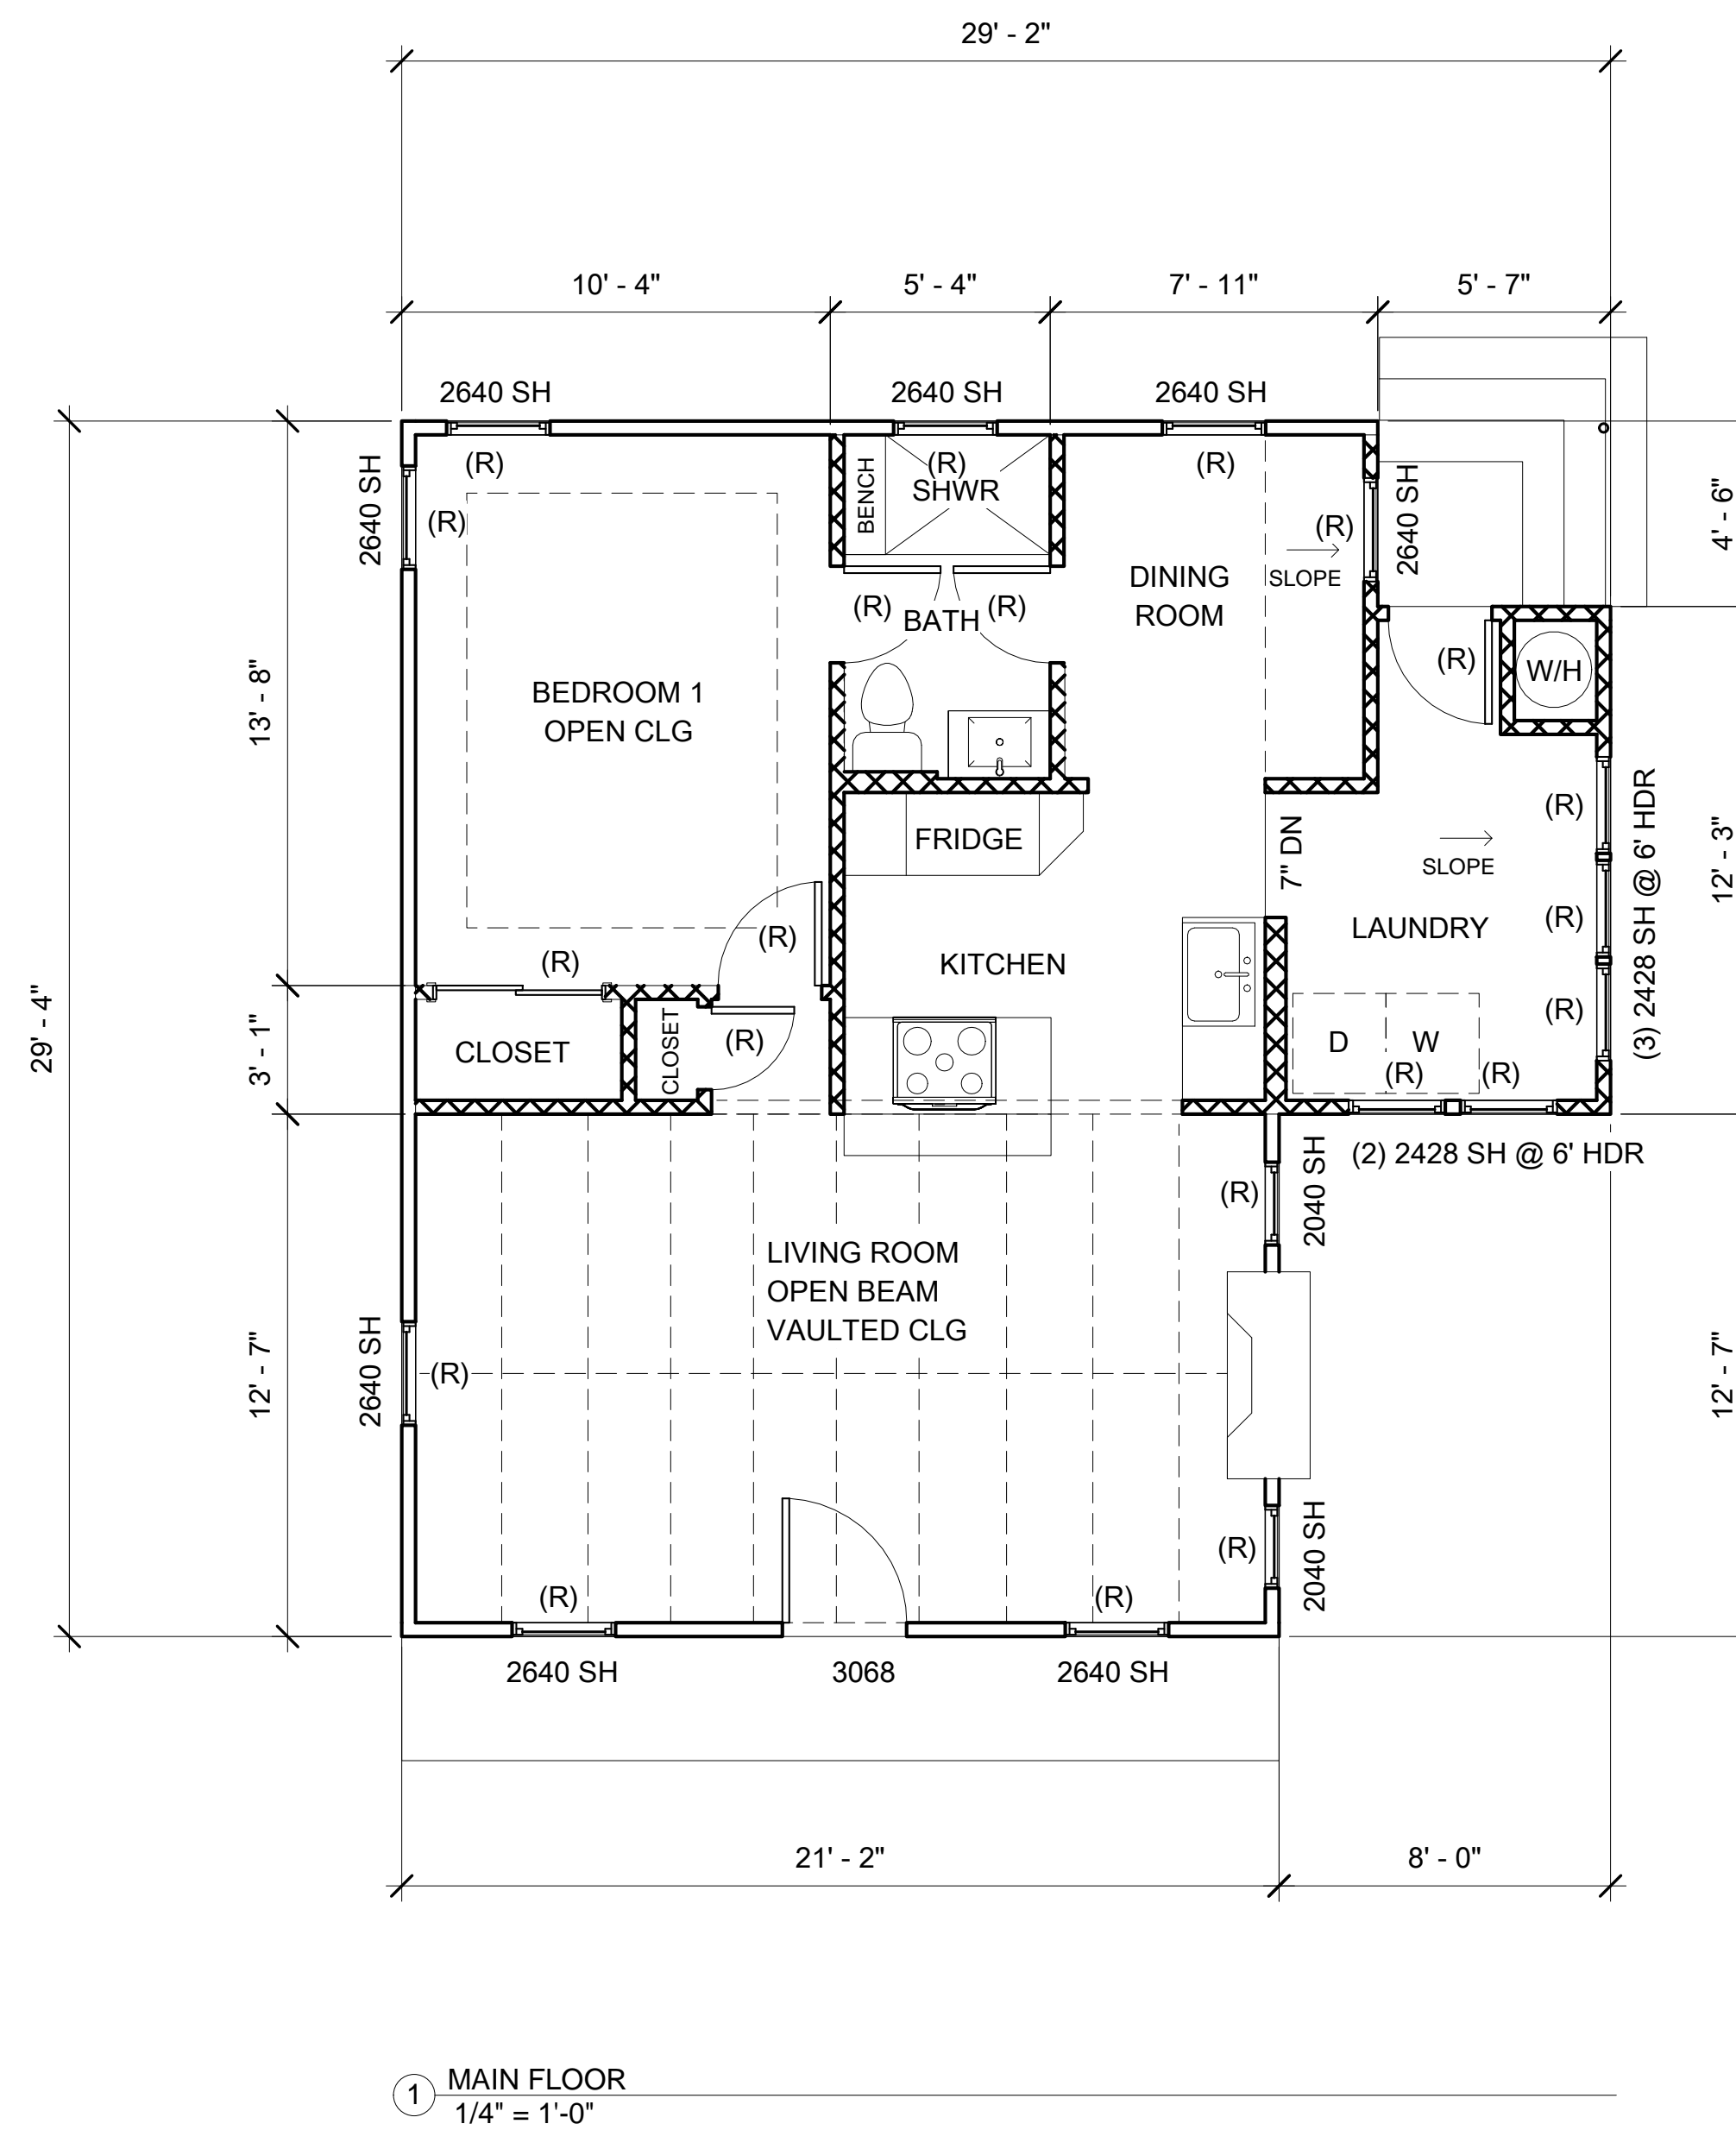 29' - 2"
10' - 4"
5' - 4"
7' - 11"
5' - 7"
2640 SH
2640 SH
2640 SH
2640 SH
(R)
(R)
BENCH
(R)
SHWR
(R)
(R)
2640 SH
4' - 6"
DINING
ROOM
SLOPE
(R)
BATH
(R)
(R)
W/H
13' - 8"
BEDROOM 1
OPEN CLG
FRIDGE
7" DN
(R)
SLOPE
(3) 2428 SH @ 6' HDR
12' - 3"
(R)
LAUNDRY
(R)
(R)
KITCHEN
(R)
29' - 4"
3' - 1"
CLOSET
CLOSET
(R)
D
W
(R)
(R)
(2) 2428 SH @ 6' HDR
2040 SH
(R)
LIVING ROOM
OPEN BEAM
VAULTED CLG
12' - 7"
2640 SH
(R)
12' - 7"
(R)
2040 SH
(R)
(R)
2640 SH
3068
2640 SH
21' - 2"
8' - 0"
1
MAIN FLOOR
1/4" = 1'-0"